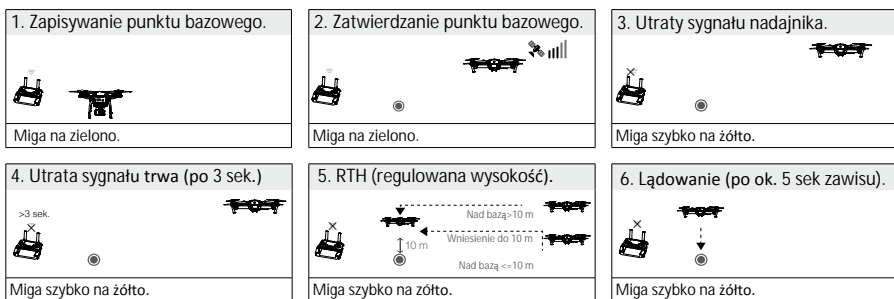 1. Zapisywanie punktu bazowego.
Miga na zielono.
2. Zatwierdzanie punktu bazowego.
Miga na zielono.
3. Utraty sygnału nadajnika.
Miga szybko na żółto.
4. Utrata sygnału trwa (po 3 sek.)
>3 sek.
Miga szybko na żółto.
5. RTH (regulowana wysokość).
Nad bazą>10 m
Wniesienie do 10 m
10 m
Nad bazą <=10 m
Miga szybko na zółto.
6. Lądowanie (po ok. 5 sek zawisu).
Miga szybko na żółto.